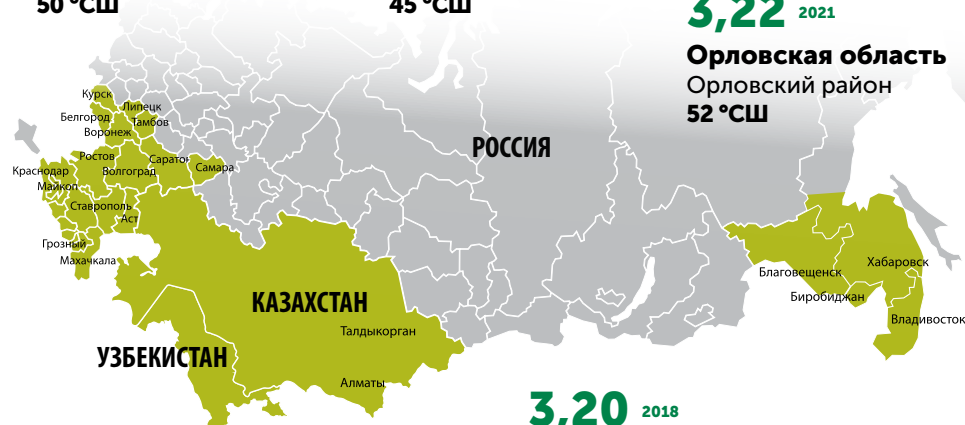 50 °СШ
45 °СШ
3,22 2021
Орловская область
Орловский район
52 °СШ
Курск
Липецк
Белгород
Тамбов
Воронеж
РОССИЯ
Ростов
Саратов
Краснодар
Волгоград
Самара
Майкоп
Ставрополь
Аст
Грозный
Махачкала
Хабаровск
Благовещенск
Биробиджан
КАЗАХСТАН
Владивосток
Талдыкорган
УЗБЕКИСТАН
Алматы
3,20 2018